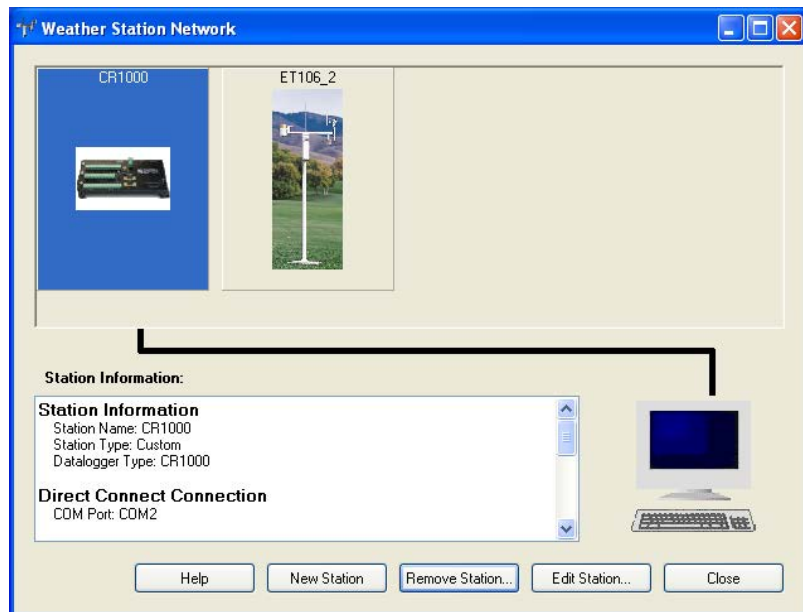 Weather Station Network
CR1000
ET106_2
Station Information:
Station Information
Station Name: CR1000
Station Type: Custom
Datalogger Type: CR1000
Direct Connect Connection
COM Port: COM2
Help
New Station
Remove Station...
Edit Station...
Close